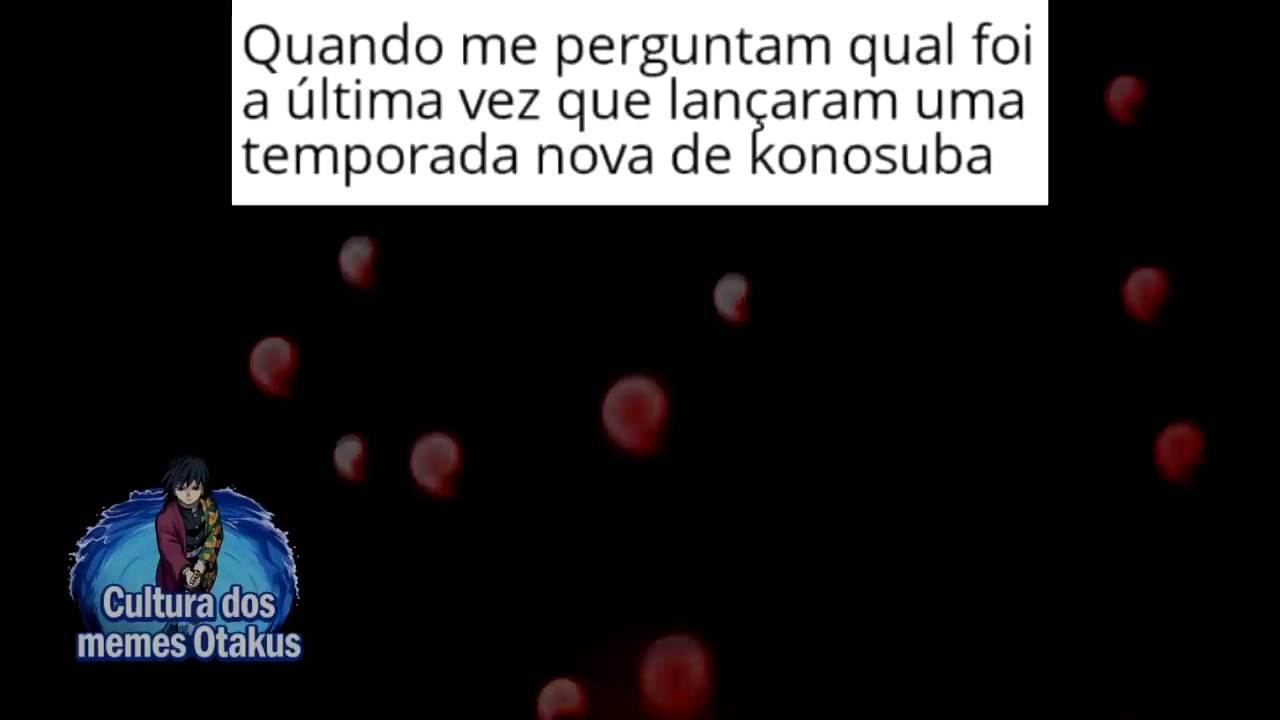 Quando me perguntam qual foi
a última vez que lançaram uma
temporada nova de konosuba
Cultura dos
memes Otakus